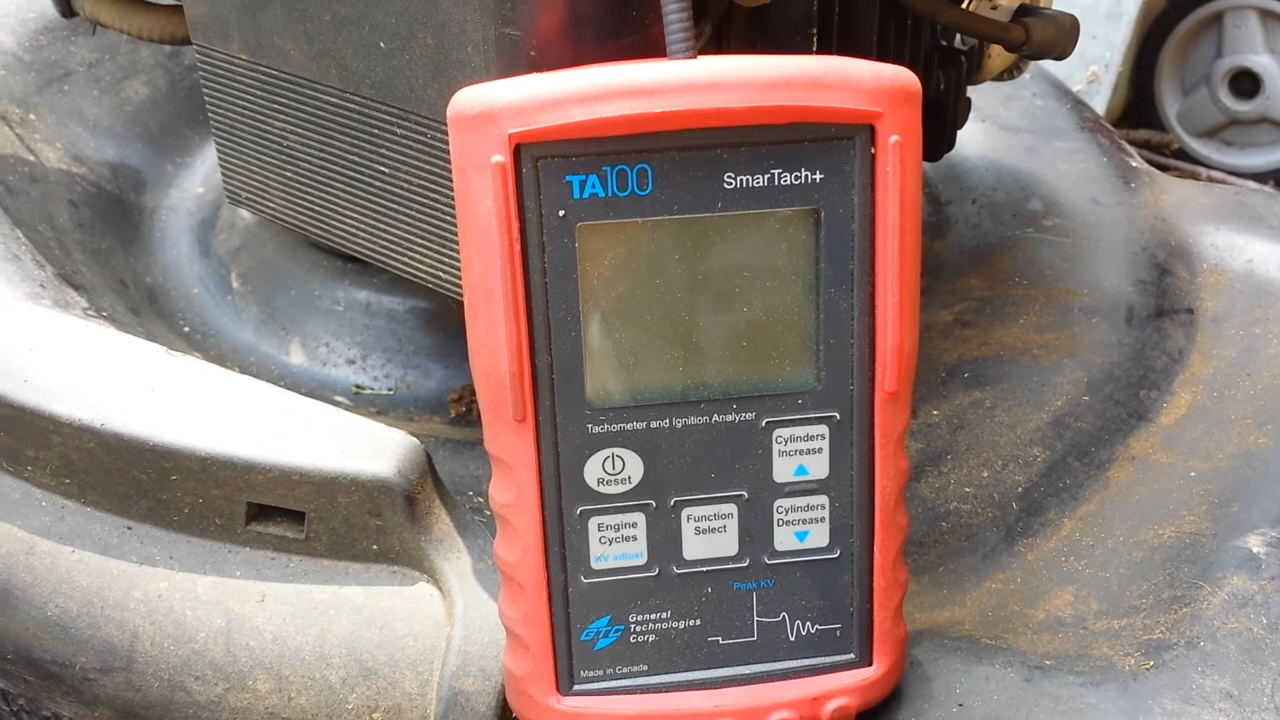 TA100
SmarTach+
Tachometer and Ignition Analyzer
Cylinders
Increase
Reset
Engine
Cycles
KV adjust
Function
Select
Cylinders
Decrease
Peak KV
GTC
General
Technologies
Corp.
Made in Canada